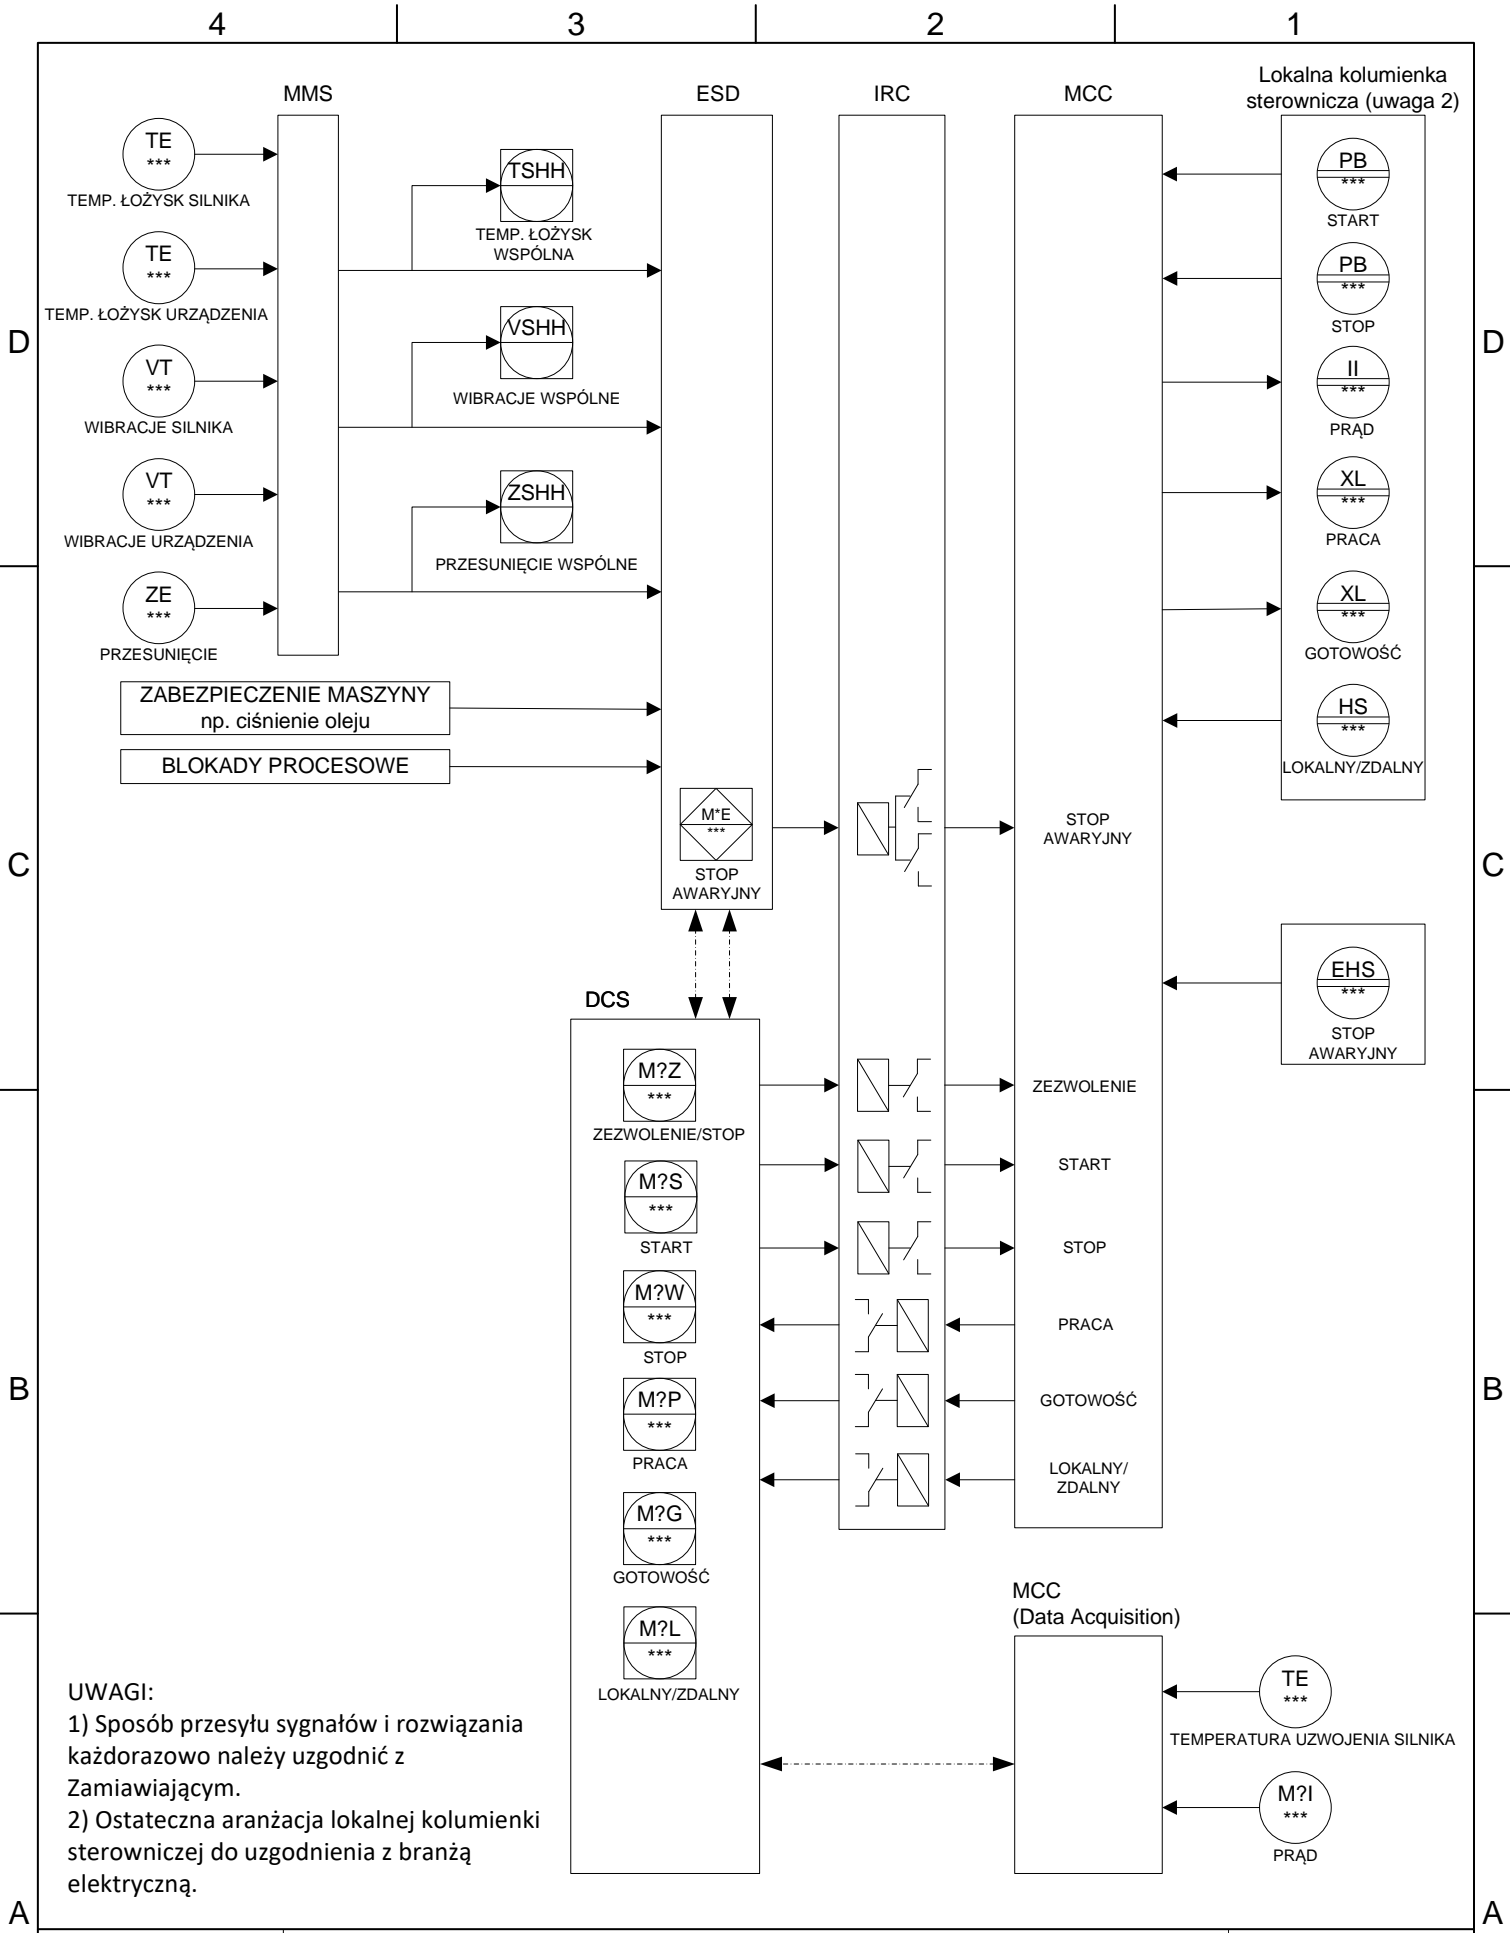 4
3
2
1
MMS
ESD
IRC
MCC
Lokalna kolumienka
sterownicza (uwaga 2)
D
D
TE
***
TEMP. ŁOŻYSK SILNIKA
TE
***
TEMP. ŁOŻYSK URZĄDZENIA
VT
***
WIBRACJE SILNIKA
VT
***
WIBRACJE URZĄDZENIA
ZE
***
PRZESUNIĘCIE
TSHH
TEMP. ŁOŻYSK
WSPÓLNA
VSHH
WIBRACJE WSPÓLNE
ZSHH
PRZESUNIĘCIE WSPÓLNE
ZABEZPIECZENIE MASZYNY
np. ciśnienie oleju
BLOKADY PROCESOWE
M*E
***
STOP
AWARYJNY
STOP
AWARYJNY
PB
***
START
PB
***
STOP
II
***
PRĄD
XL
***
PRACA
XL
***
GOTOWOŚĆ
HS
***
LOKALNY/ZDALNY
C
C
EHS
***
STOP
AWARYJNY
DCS
M?Z
***
ZEZWOLENIE/STOP
M?S
***
START
M?W
***
STOP
M?P
***
PRACA
M?G
***
GOTOWOŚĆ
M?L
***
LOKALNY/ZDALNY
ZEZWOLENIE
START
STOP
PRACA
GOTOWOŚĆ
LOKALNY/
ZDALNY
B
B
MCC
(Data Acquisition)
TE
***
TEMPERATURA UZWOJENIA SILNIKA
M?I
***
PRĄD
UWAGI:
1) Sposób przesyłu sygnałów i rozwiązania
każdorazowo należy uzgodnić z
Zamiawiającym.
2) Ostateczna aranżacja lokalnej kolumienki
sterowniczej do uzgodnienia z branżą
elektryczną.
A
A